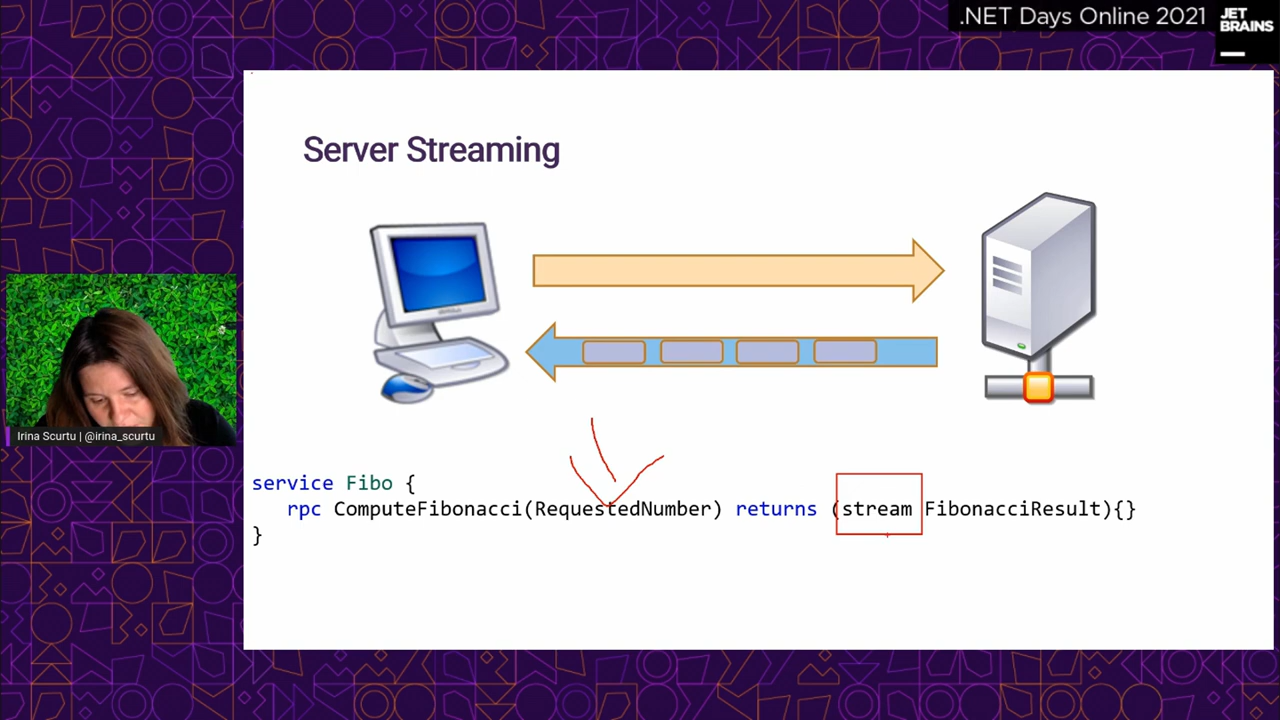 .NET Days Online 2021
JET
BRAINS
Server Streaming
Irina Scurtu | @irina_scurtu
service Fibo {
rpc ComputeFibonacci(RequestedNumber) returns (stream FibonacciResult){}
}